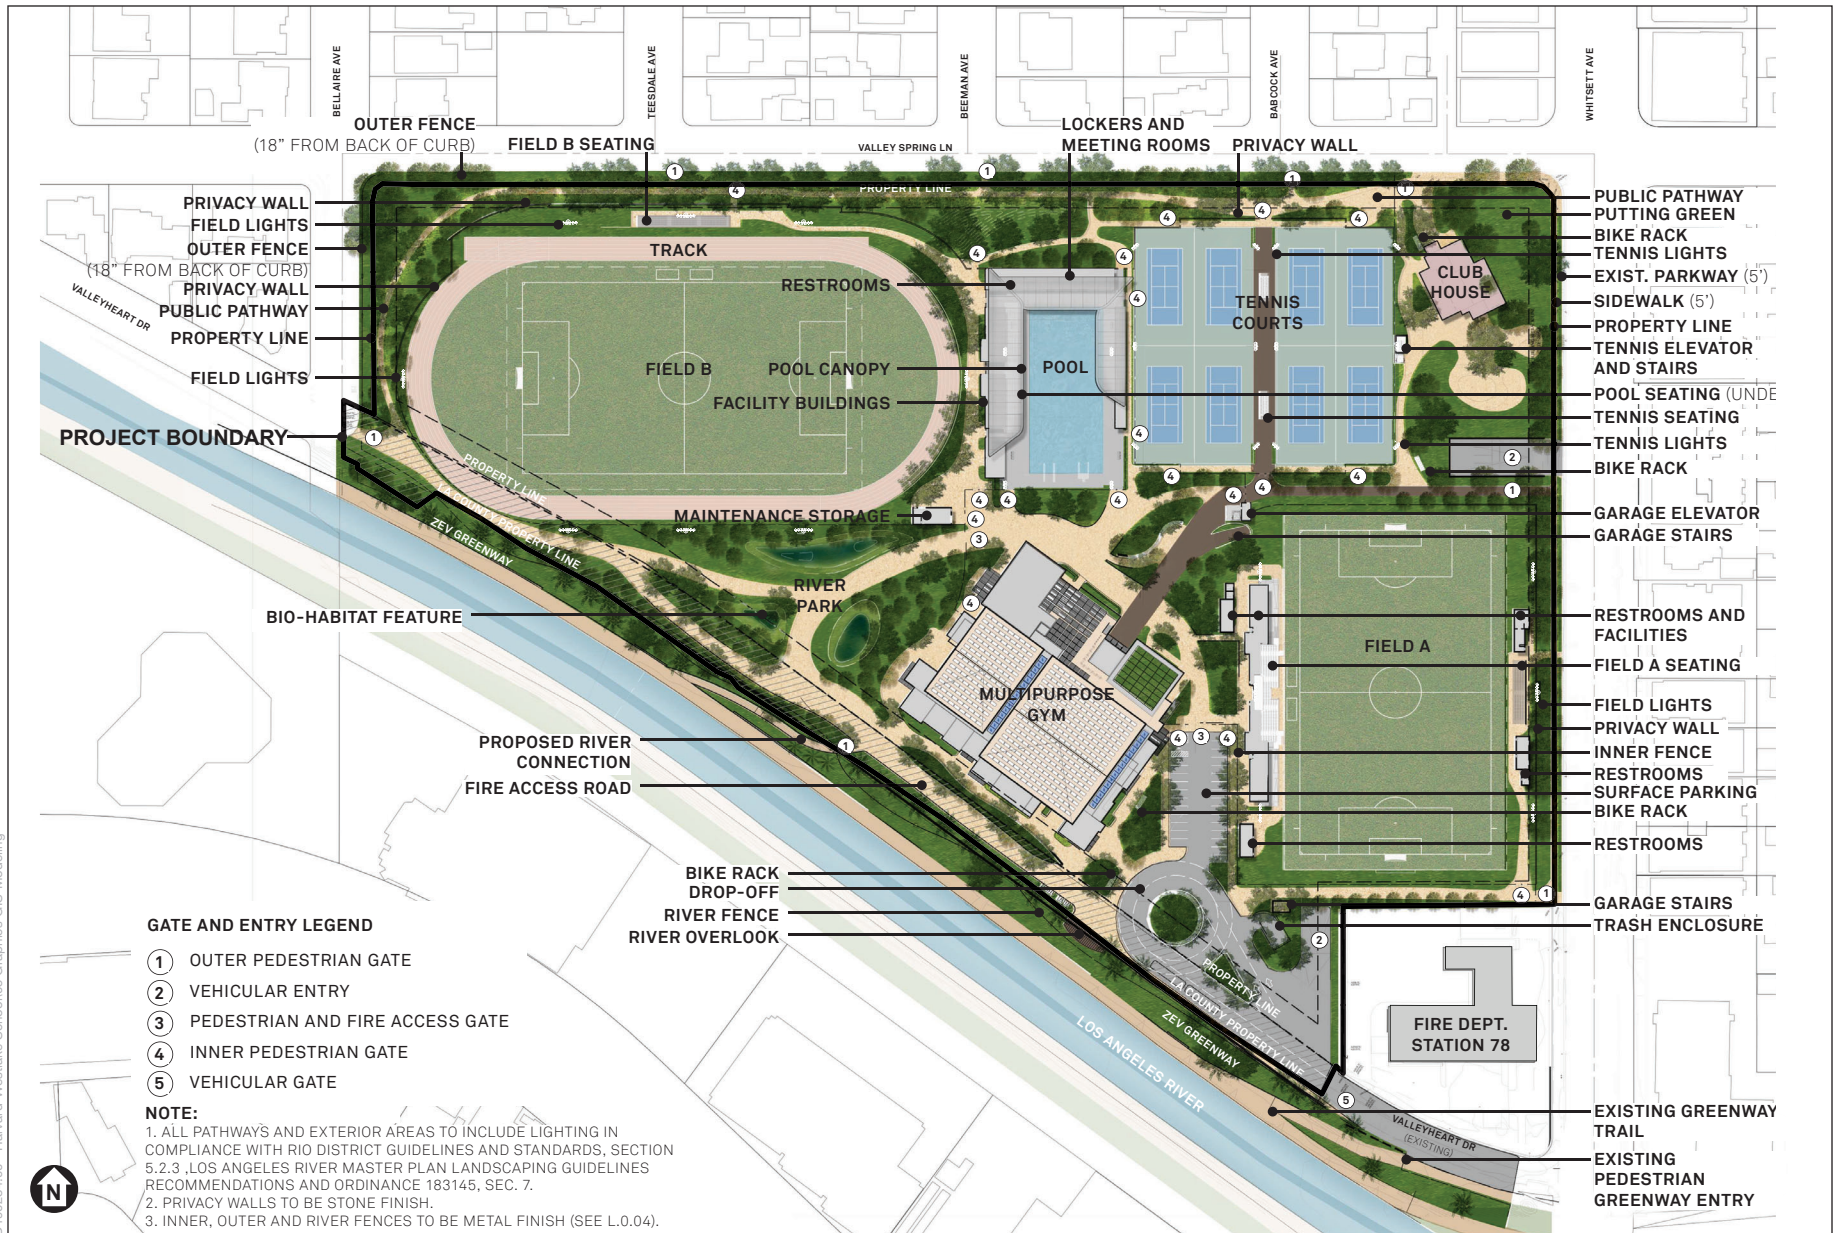 BELLAIRE AVE
TEESDALE AVE
BEEMAN AVE
BABCOCK AVE
WHITSETT AVE
OUTER FENCE
(18" FROM BACK OF CURB)
FIELD B SEATING
VALLEY SPRING LN
LOCKERS AND
MEETING ROOMS
PRIVACY WALL
PRIVACY WALL
FIELD LIGHTS
OUTER FENCE
(18" FROM BACK OF CURB)
PRIVACY WALL
PUBLIC PATHWAY
PROPERTY LINE
FIELD LIGHTS
VALLEYHEART DR
PROJECT BOUNDARY
PROPERTY LINE
TRACK
FIELD B
RESTROOMS
POOL CANOPY
FACILITY BUILDINGS
POOL
TENNIS
COURTS
CLUB
HOUSE
PUBLIC PATHWAY
PUTTING GREEN
BIKE RACK
TENNIS LIGHTS
EXIST. PARKWAY (5')
SIDEWALK (5')
PROPERTY LINE
TENNIS ELEVATOR
AND STAIRS
POOL SEATING (UNDE
TENNIS SEATING
TENNIS LIGHTS
BIKE RACK
GARAGE ELEVATOR
GARAGE STAIRS
RESTROOMS AND
FACILITIES
FIELD A SEATING
FIELD LIGHTS
PRIVACY WALL
INNER FENCE
RESTROOMS
SURFACE PARKING
BIKE RACK
RESTROOMS
GARAGE STAIRS
TRASH ENCLOSURE
PROPERTY LINE
LA COUNTY PROPERTY LINE
ZEV GREENWAY
MAINTENANCE STORAGE
RIVER
PARK
BIO-HABITAT FEATURE
MULTIPURPOSE
GYM
FIELD A
PROPOSED RIVER
CONNECTION
FIRE ACCESS ROAD
BIKE RACK
DROP-OFF
RIVER FENCE
RIVER OVERLOOK
PROPERTY LINE
LA COUNTY PROPERTY LINE
ZEV GREENWAY
LOS ANGELES RIVER
FIRE DEPT.
STATION 78
VALLEYHEART DR
(EXISTING)
EXISTING GREENWAY
TRAIL
EXISTING
PEDESTRIAN
GREENWAY ENTRY
GATE AND ENTRY LEGEND
1 OUTER PEDESTRIAN GATE
2 VEHICULAR ENTRY
3 PEDESTRIAN AND FIRE ACCESS GATE
4 INNER PEDESTRIAN GATE
5 VEHICULAR GATE
NOTE:
1. ALL PATHWAYS AND EXTERIOR AREAS TO INCLUDE LIGHTING IN
COMPLIANCE WITH RIO DISTRICT GUIDELINES AND STANDARDS, SECTION
5.2.3 ,LOS ANGELES RIVER MASTER PLAN LANDSCAPING GUIDELINES
RECOMMENDATIONS AND ORDINANCE 183145, SEC. 7.
2. PRIVACY WALLS TO BE STONE FINISH.
3. INNER, OUTER AND RIVER FENCES TO BE METAL FINISH (SEE L.0.04).
N